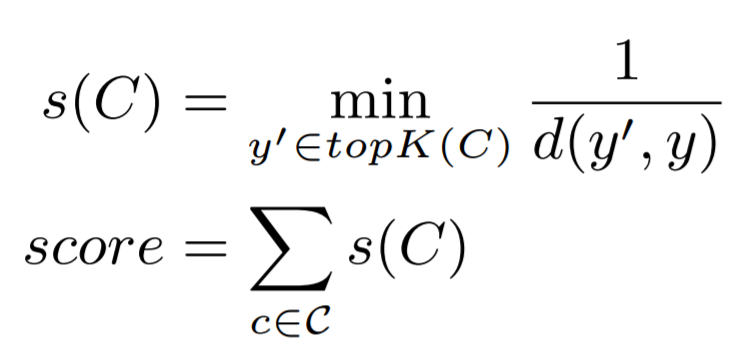 s(C) = min_{y′∈topK(C)} 1/d(y′, y)
score = ∑_{c∈𝒞} s(C)